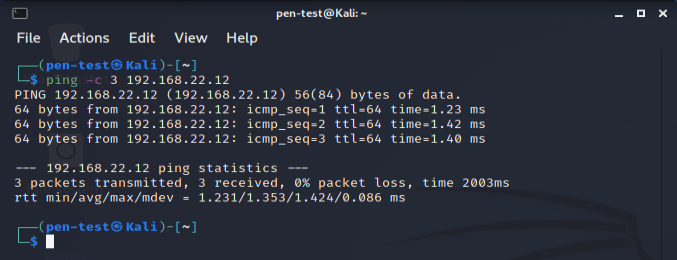 pen-test@Kali: ~
File Actions Edit View Help
┌──(pen-test㉿Kali)-[~]
└─$ ping -c 3 192.168.22.12
PING 192.168.22.12 (192.168.22.12) 56(84) bytes of data.
64 bytes from 192.168.22.12: icmp_seq=1 ttl=64 time=1.23 ms
64 bytes from 192.168.22.12: icmp_seq=2 ttl=64 time=1.42 ms
64 bytes from 192.168.22.12: icmp_seq=3 ttl=64 time=1.40 ms
--- 192.168.22.12 ping statistics ---
3 packets transmitted, 3 received, 0% packet loss, time 2003ms
rtt min/avg/max/mdev = 1.231/1.353/1.424/0.086 ms
┌──(pen-test㉿Kali)-[~]
└─$